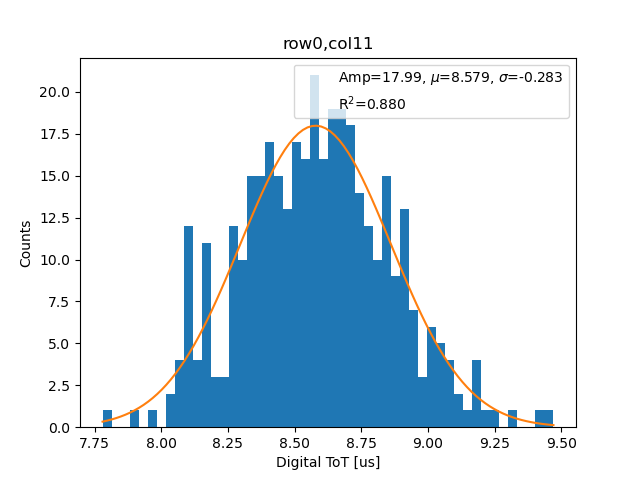 row0,col11
Amp=17.99, μ=8.579, σ=-0.283
R²=0.880
20.0
17.5
15.0
12.5
10.0
7.5
5.0
2.5
0.0
Counts
7.75 8.00 8.25 8.50 8.75 9.00 9.25 9.50
Digital ToT [us]